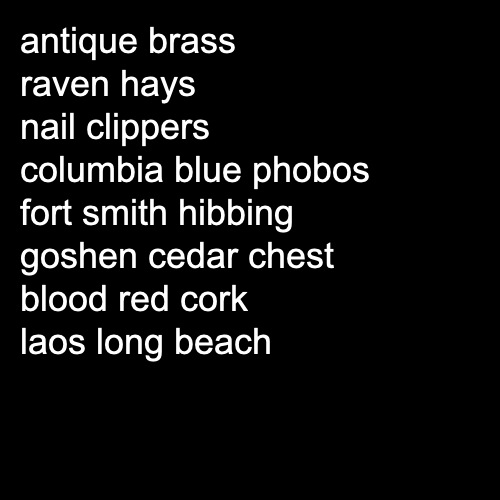 antique brass
raven hays
nail clippers
columbia blue phobos
fort smith hibbing
goshen cedar chest
blood red cork
laos long beach